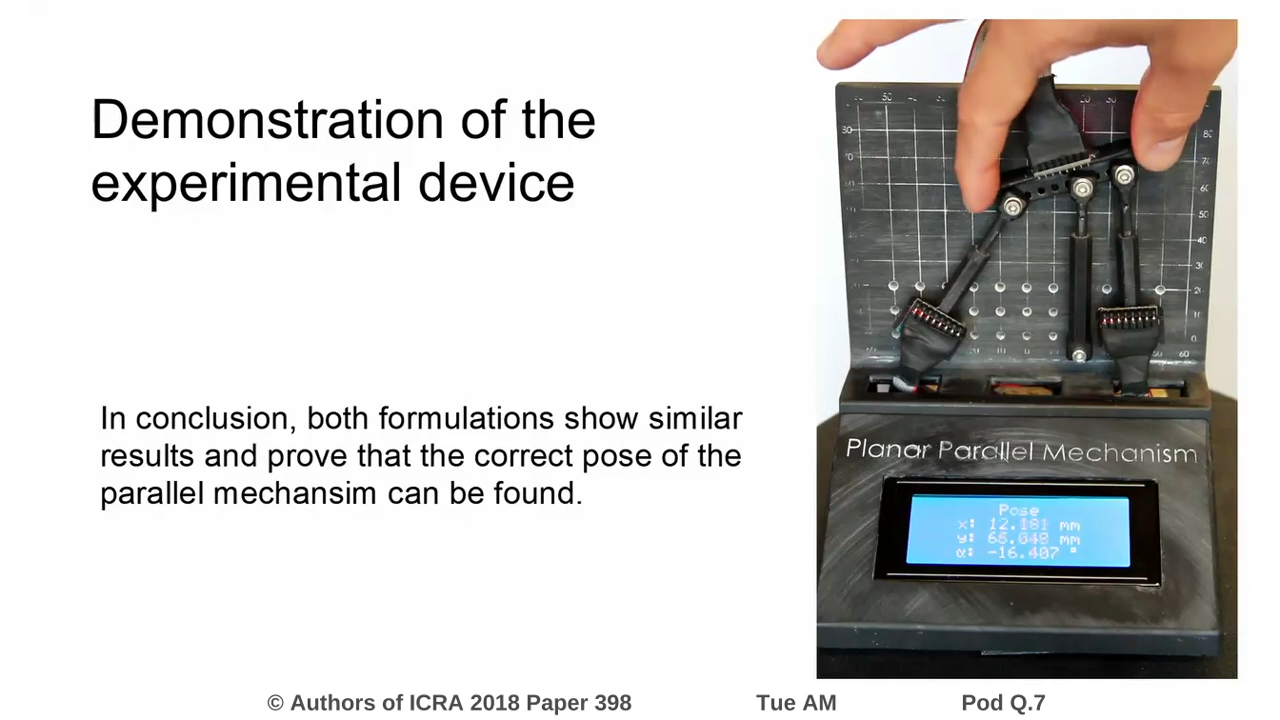 Demonstration of the
experimental device
In conclusion, both formulations show similar
results and prove that the correct pose of the
parallel mechansim can be found.
Planar Parallel Mechanism
Pose
x: 12.181 mm
y: 66.048 mm
α: -16.407 °
© Authors of ICRA 2018 Paper 398 Tue AM Pod Q.7